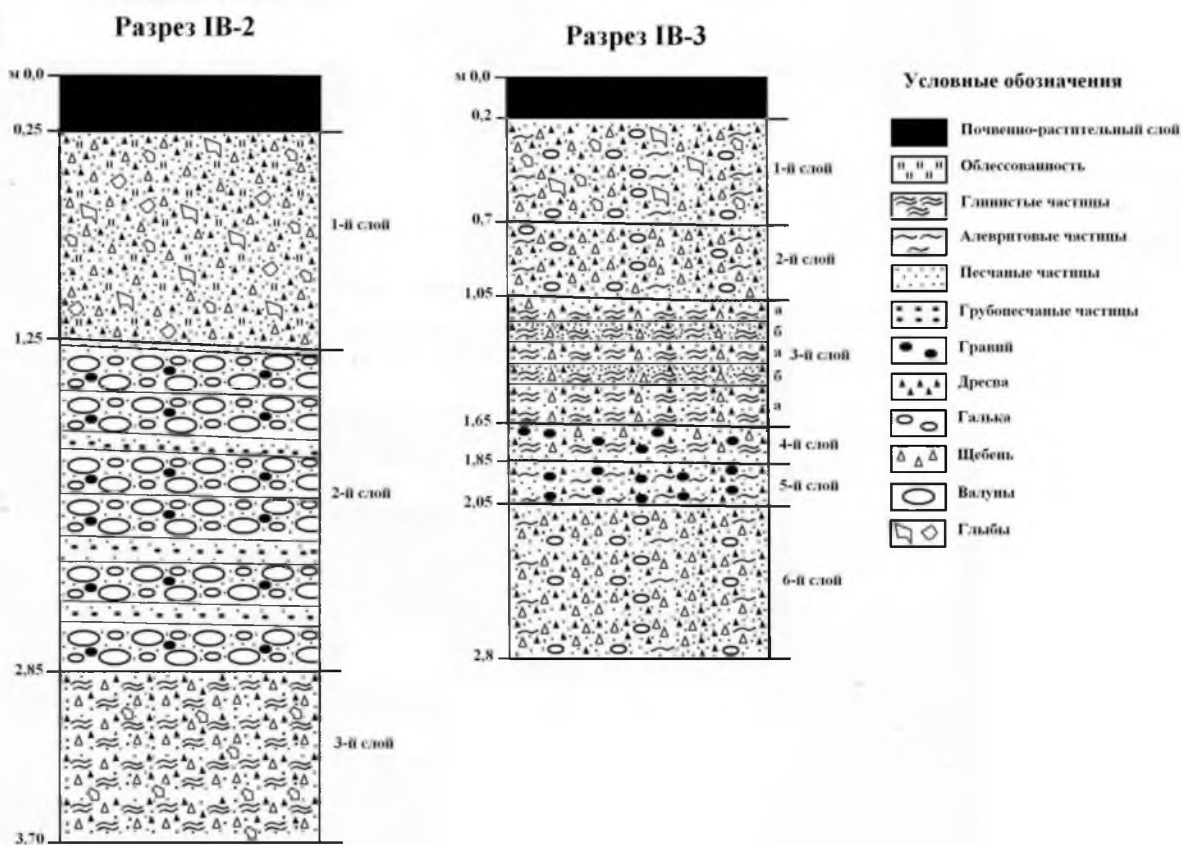 Разрез IВ-2
м 0,0
0,25
1,25
2,85
3,70
1-й слой
2-й слой
3-й слой
Разрез IВ-3
м 0,0
0,2
0,7
1,05
1,65
1,85
2,05
2,8
1-й слой
2-й слой
а
б
а
3-й слой
б
а
4-й слой
5-й слой
6-й слой
Условные обозначения
Почвенно-растительный слой
Облессованность
Глинистые частицы
Алевритовые частицы
Песчаные частицы
Грубопесчаные частицы
Гравий
Дресва
Галька
Щебень
Валуны
Глыбы